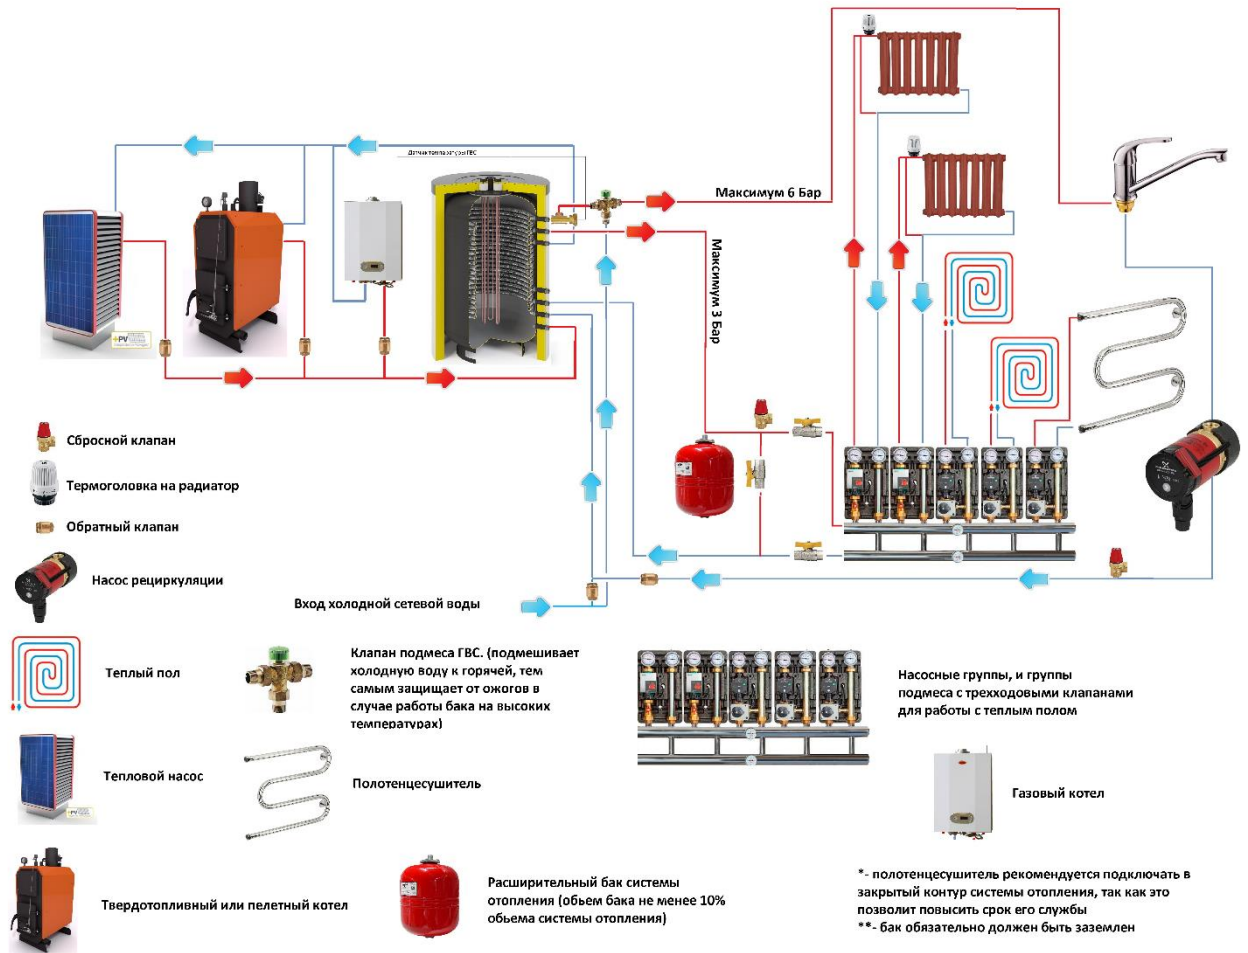 Датчик температуры ГВС
Максимум 6 Бар
Максимум 3 Бар
+PV
Сбросной клапан
Термоголовка на радиатор
Обратный клапан
Насос рециркуляции
Вход холодной сетевой воды
Теплый пол
Клапан подмеса ГВС. (подмешивает
холодную воду к горячей, тем
самым защищает от ожогов в
случае работы бака на высоких
температурах)
Насосные группы, и группы
подмеса с трехходовыми клапанами
для работы с теплым полом
Тепловой насос
+PV
Полотенцесушитель
Газовый котел
Твердотопливный или пелетный котел
Расширительный бак системы
отопления (обьем бака не менее 10%
обьема системы отопления)
*- полотенцесушитель рекомендуется подключать в
закрытый контур системы отопления, так как это
позволит повысить срок его службы
**- бак обязательно должен быть заземлен